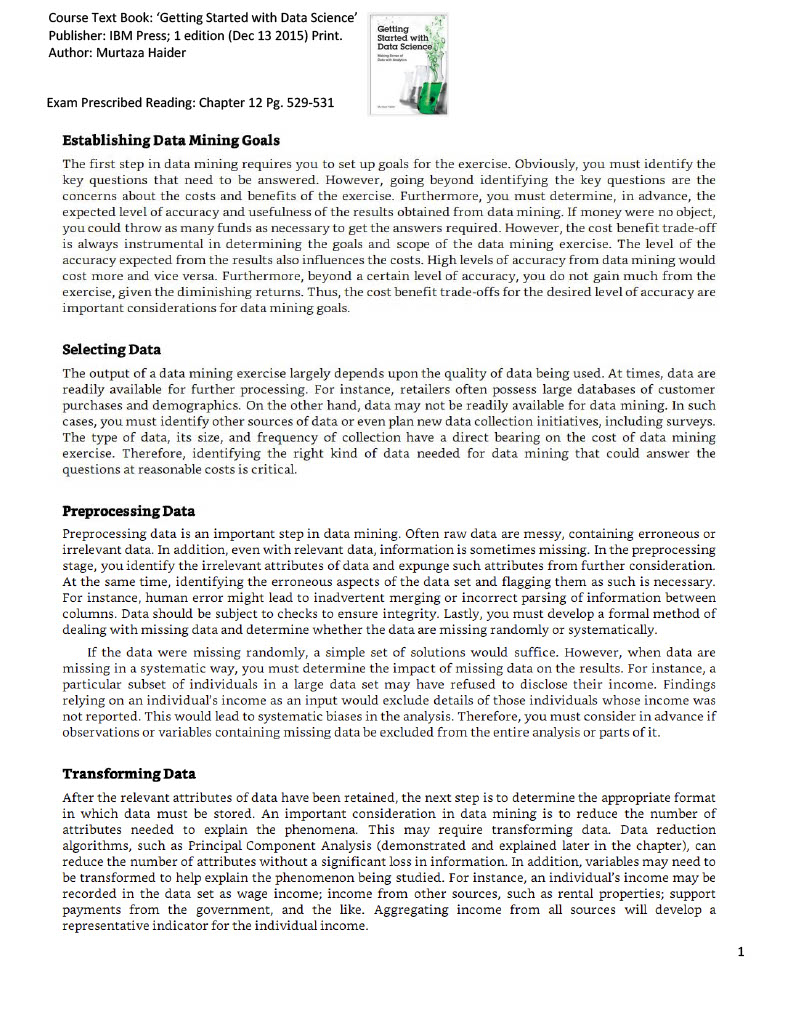 Course Text Book: ‘Getting Started with Data Science’
Publisher: IBM Press; 1 edition (Dec 13 2015) Print.
Author: Murtaza Haider
Getting
Started with
Data Science
Making Sense of
Data with Analytics
Exam Prescribed Reading: Chapter 12 Pg. 529-531
Establishing Data Mining Goals
The first step in data mining requires you to set up goals for the exercise. Obviously, you must identify the
key questions that need to be answered. However, going beyond identifying the key questions are the
concerns about the costs and benefits of the exercise. Furthermore, you must determine, in advance, the
expected level of accuracy and usefulness of the results obtained from data mining. If money were no object,
you could throw as many funds as necessary to get the answers required. However, the cost benefit trade-off
is always instrumental in determining the goals and scope of the data mining exercise. The level of the
accuracy expected from the results also influences the costs. High levels of accuracy from data mining would
cost more and vice versa. Furthermore, beyond a certain level of accuracy, you do not gain much from the
exercise, given the diminishing returns. Thus, the cost benefit trade-offs for the desired level of accuracy are
important considerations for data mining goals.
Selecting Data
The output of a data mining exercise largely depends upon the quality of data being used. At times, data are
readily available for further processing. For instance, retailers often possess large databases of customer
purchases and demographics. On the other hand, data may not be readily available for data mining. In such
cases, you must identify other sources of data or even plan new data collection initiatives, including surveys.
The type of data, its size, and frequency of collection have a direct bearing on the cost of data mining
exercise. Therefore, identifying the right kind of data needed for data mining that could answer the
questions at reasonable costs is critical.
Preprocessing Data
Preprocessing data is an important step in data mining. Often raw data are messy, containing erroneous or
irrelevant data. In addition, even with relevant data, information is sometimes missing. In the preprocessing
stage, you identify the irrelevant attributes of data and expunge such attributes from further consideration.
At the same time, identifying the erroneous aspects of the data set and flagging them as such is necessary.
For instance, human error might lead to inadvertent merging or incorrect parsing of information between
columns. Data should be subject to checks to ensure integrity. Lastly, you must develop a formal method of
dealing with missing data and determine whether the data are missing randomly or systematically.
If the data were missing randomly, a simple set of solutions would suffice. However, when data are
missing in a systematic way, you must determine the impact of missing data on the results. For instance, a
particular subset of individuals in a large data set may have refused to disclose their income. Findings
relying on an individual's income as an input would exclude details of those individuals whose income was
not reported. This would lead to systematic biases in the analysis. Therefore, you must consider in advance if
observations or variables containing missing data be excluded from the entire analysis or parts of it.
Transforming Data
After the relevant attributes of data have been retained, the next step is to determine the appropriate format
in which data must be stored. An important consideration in data mining is to reduce the number of
attributes needed to explain the phenomena. This may require transforming data. Data reduction
algorithms, such as Principal Component Analysis (demonstrated and explained later in the chapter), can
reduce the number of attributes without a significant loss in information. In addition, variables may need to
be transformed to help explain the phenomenon being studied. For instance, an individual's income may be
recorded in the data set as wage income; income from other sources, such as rental properties; support
payments from the government, and the like. Aggregating income from all sources will develop a
representative indicator for the individual income.
1